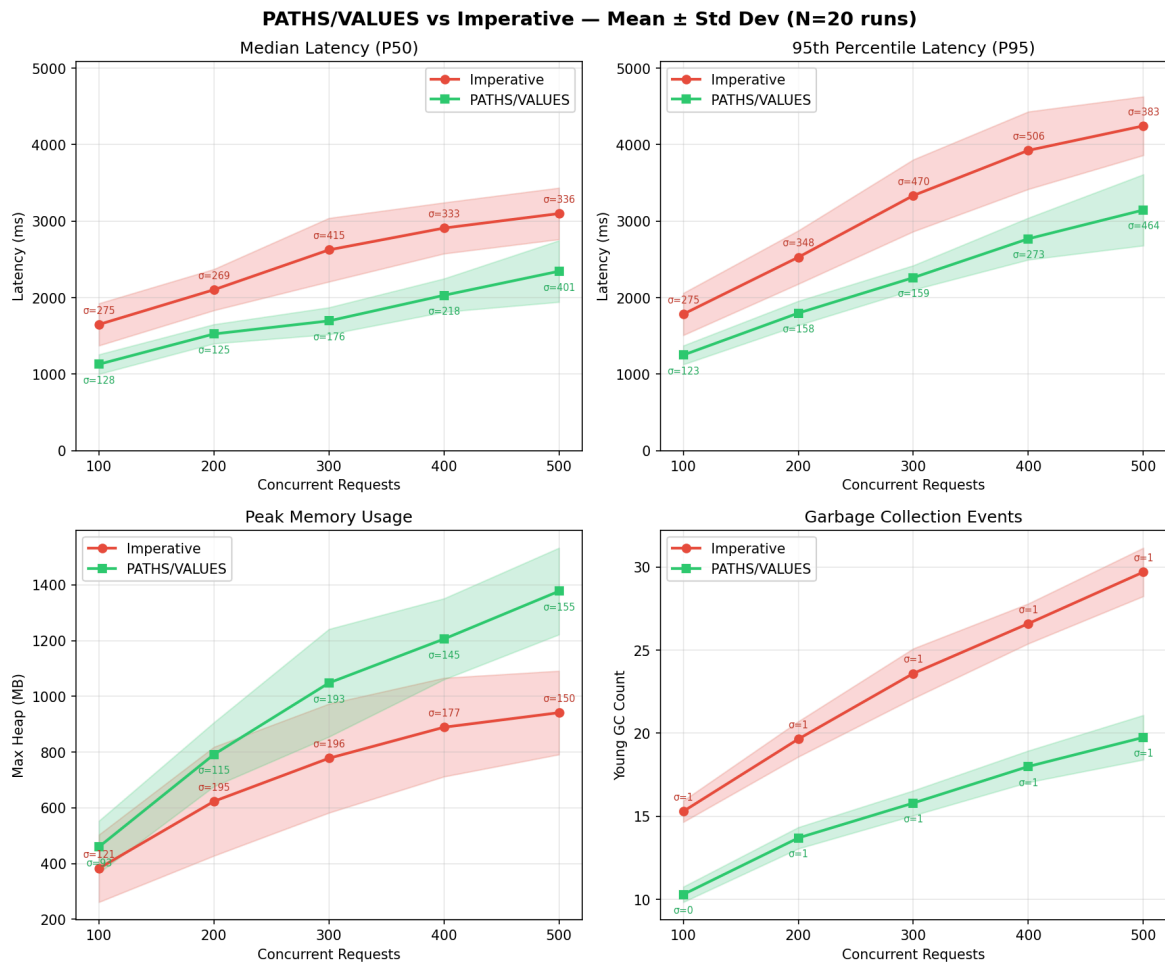 PATHS/VALUES vs Imperative — Mean ± Std Dev (N=20 runs)
Median Latency (P50)
5000
4000
3000
2000
1000
0
Latency (ms)
Imperative
PATHS/VALUES
σ=275
σ=269
σ=415
σ=333
σ=336
σ=128
σ=125
σ=176
σ=218
σ=401
100
200
300
400
500
Concurrent Requests
95th Percentile Latency (P95)
5000
4000
3000
2000
1000
0
Latency (ms)
Imperative
PATHS/VALUES
σ=275
σ=348
σ=470
σ=506
σ=383
σ=123
σ=158
σ=159
σ=273
σ=464
100
200
300
400
500
Concurrent Requests
Peak Memory Usage
1400
1200
1000
800
600
400
200
Max Heap (MB)
Imperative
PATHS/VALUES
σ=121
σ=195
σ=196
σ=177
σ=150
σ=115
σ=193
σ=145
σ=155
100
200
300
400
500
Concurrent Requests
Garbage Collection Events
30
25
20
15
10
Young GC Count
Imperative
PATHS/VALUES
σ=1
σ=1
σ=1
σ=1
σ=1
σ=0
σ=1
σ=1
σ=1
σ=1
100
200
300
400
500
Concurrent Requests